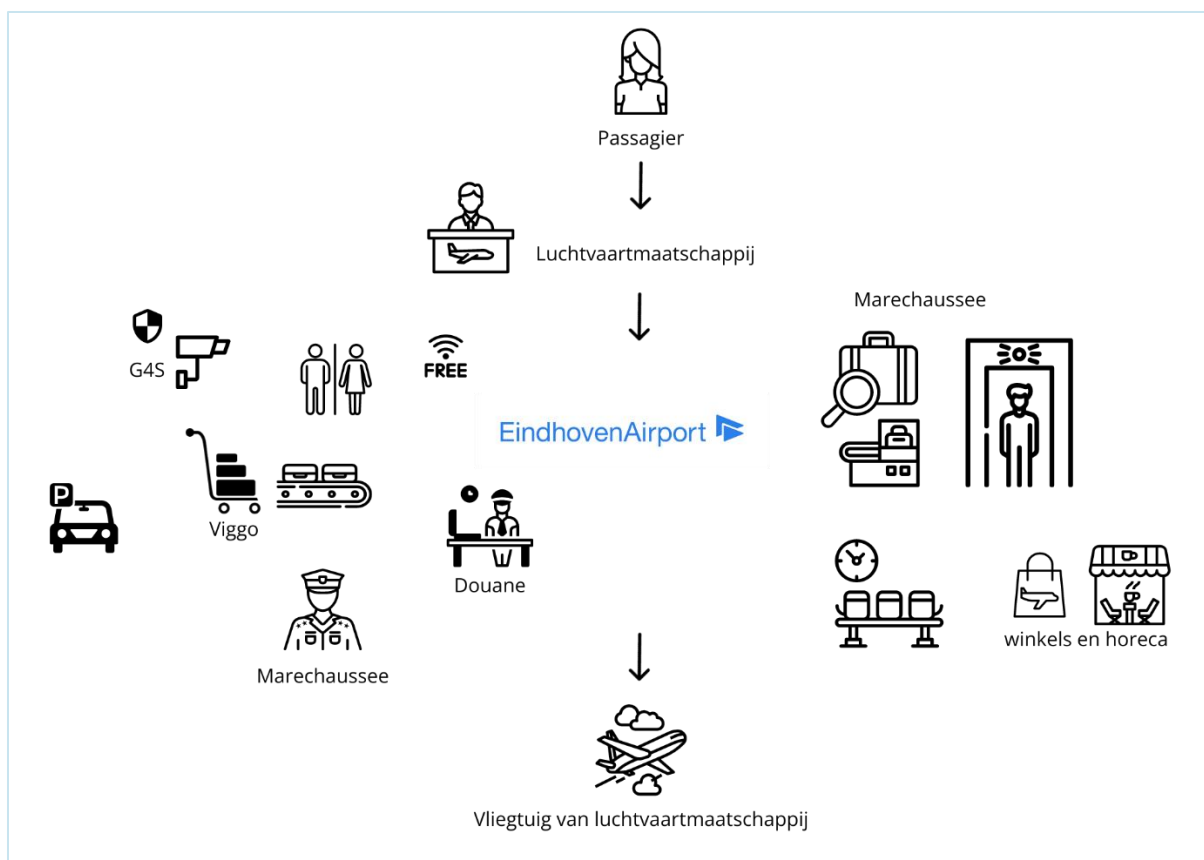 Passagier
Luchtvaartmaatschappij
Marechaussee
G4S
FREE
EindhovenAirport
P
Viggo
Douane
Marechaussee
winkels en horeca
Vliegtuig van luchtvaartmaatschappij